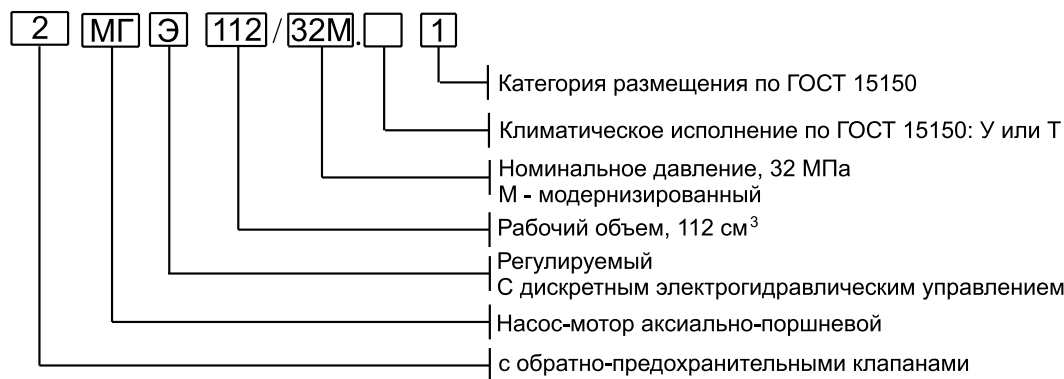 2 МГ Э 112 / 32М. 1
Категория размещения по ГОСТ 15150
Климатическое исполнение по ГОСТ 15150: У или Т
Номинальное давление, 32 МПа
М - модернизированный
Рабочий объем, 112 см³
Регулируемый
С дискретным электрогидравлическим управлением
Насос-мотор аксиально-поршневой
с обратно-предохранительными клапанами